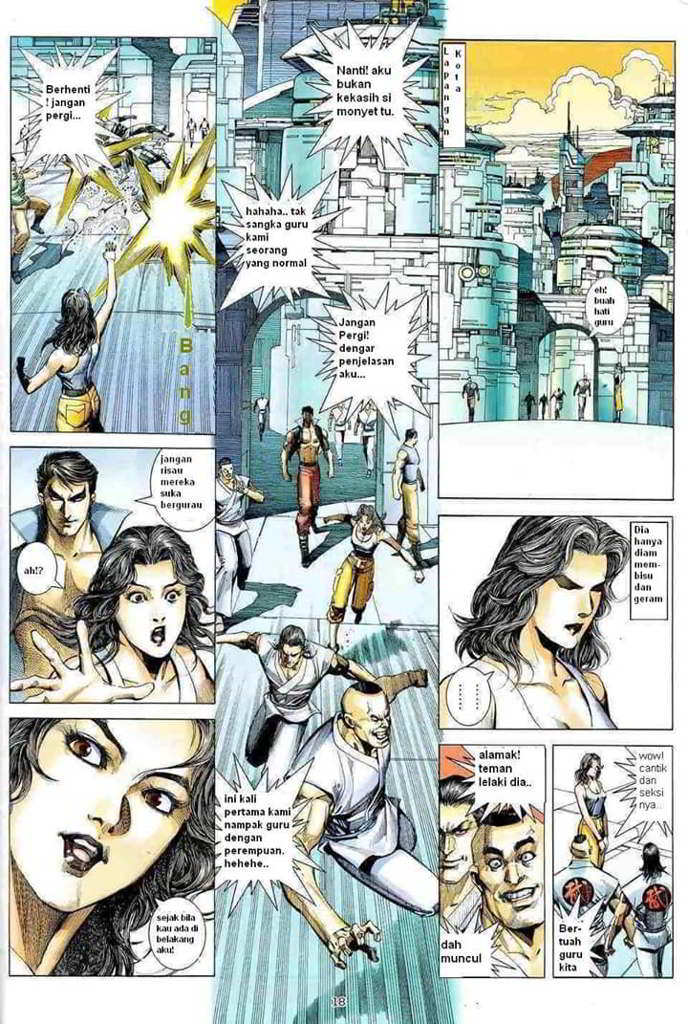 Kota
Lapangan
eh!
buah
hati
guru
Dia
hanya
diam
mem-
bisu
dan
geram
......
wow!
cantik
dan
seksi
nya..
Ber-
tuah
guru
kita
alamak!
teman
lelaki dia..
dah
muncul
Nanti! aku
bukan
kekasih si
monyet tu.
hahaha.. tak
sangka guru
kami
seorang
yang normal
Jangan
Pergi!
dengar
penjelasan
aku...
ini kali
pertama kami
nampak guru
dengan
perempuan.
hehehe..
Berhenti
! jangan
pergi...
Bang
jangan
risau
mereka
suka
bergurau
ah!?
sejak bila
kau ada di
belakang
aku!
18